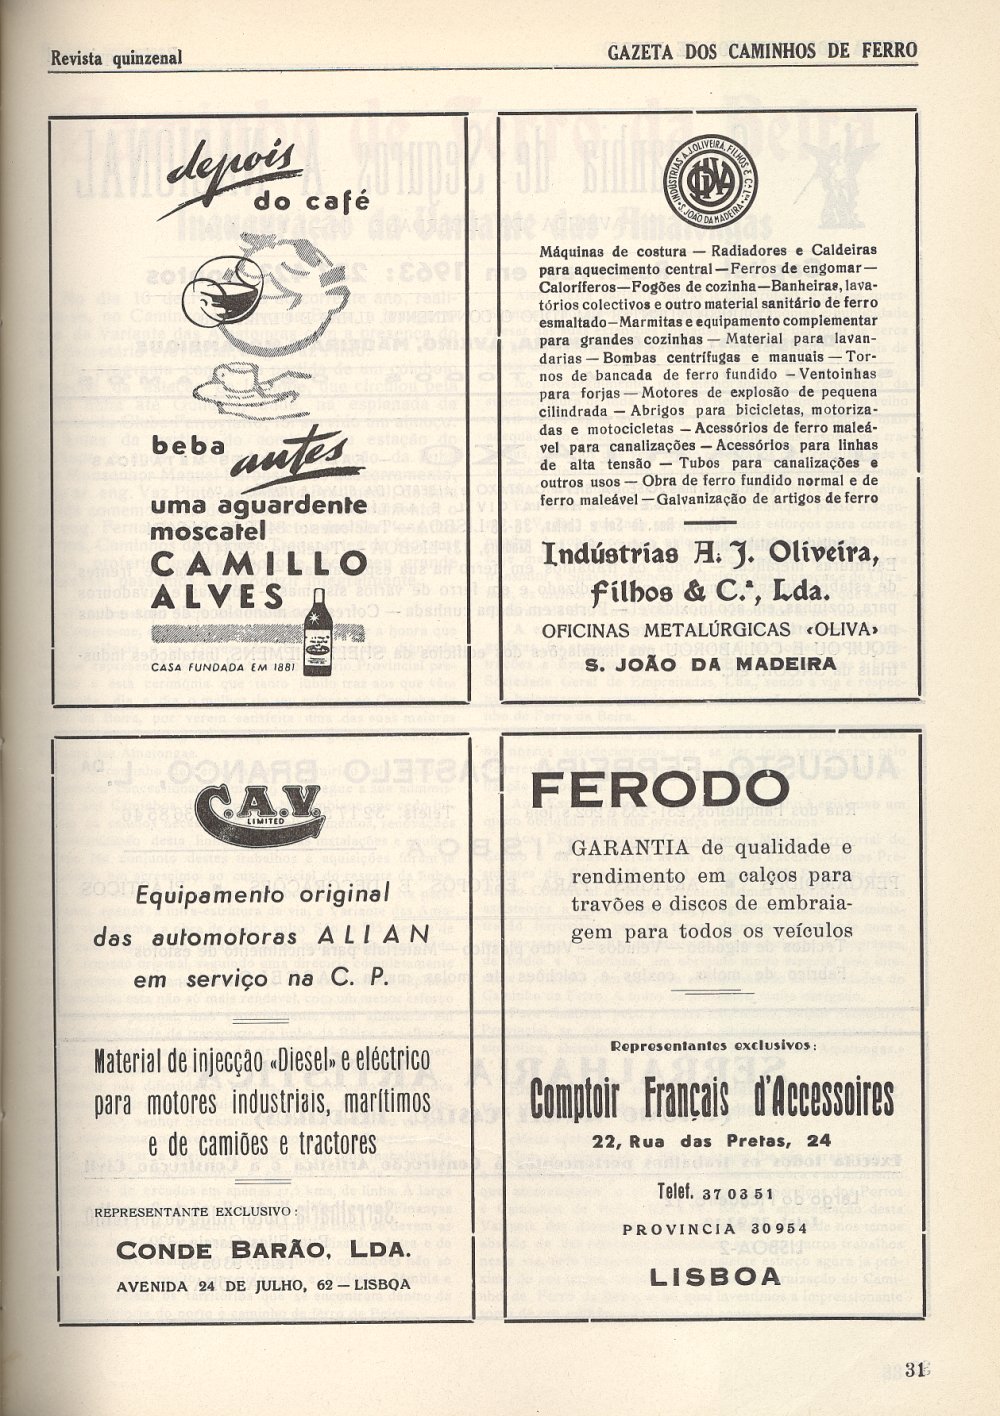 Revista quinzenal
GAZETA DOS CAMINHOS DE FERRO
depois
do café
beba antes
uma aguardente
moscatel
CAMILLO
ALVES
CASA FUNDADA EM 1881
INDÚSTRIAS A.J.OLIVEIRA, FILHOS & C.ª, L.DA
S. JOÃO DA MADEIRA
Máquinas de costura — Radiadores e Caldeiras
para aquecimento central—Ferros de engomar—
Caloríferos—Fogões de cozinha—Banheiras, lava-
tórios colectivos e outro material sanitário de ferro
esmaltado—Marmitas e equipamento complementar
para grandes cozinhas — Material para lavan-
darias — Bombas centrífugas e manuais — Tor-
nos de bancada de ferro fundido — Ventoinhas
para forjas — Motores de explosão de pequena
cilindrada — Abrigos para bicicletas, motoriza-
das e motocicletas — Acessórios de ferro maleá-
vel para canalizações — Acessórios para linhas
de alta tensão — Tubos para canalizações e
outros usos — Obra de ferro fundido normal e de
ferro maleável — Galvanização de artigos de ferro
Indústrias A. J. Oliveira,
Filhos & C.ª, Lda.
OFICINAS METALÚRGICAS «OLIVA»
S. JOÃO DA MADEIRA
C.A.V.
LIMITED
Equipamento original
das automotoras ALLAN
em serviço na C. P.
Material de injecção «Diesel» e eléctrico
para motores industriais, marítimos
e de camiões e tractores
REPRESENTANTE EXCLUSIVO:
CONDE BARÃO, LDA.
AVENIDA 24 DE JULHO, 62 — LISBOA
FERODO
GARANTIA de qualidade e
rendimento em calços para
travões e discos de embraia-
gem para todos os veículos
Representantes exclusivos:
Comptoir Français d'Accessoires
22, Rua das Pretas, 24
Telef. 37 03 51
PROVINCIA 30954
LISBOA
31